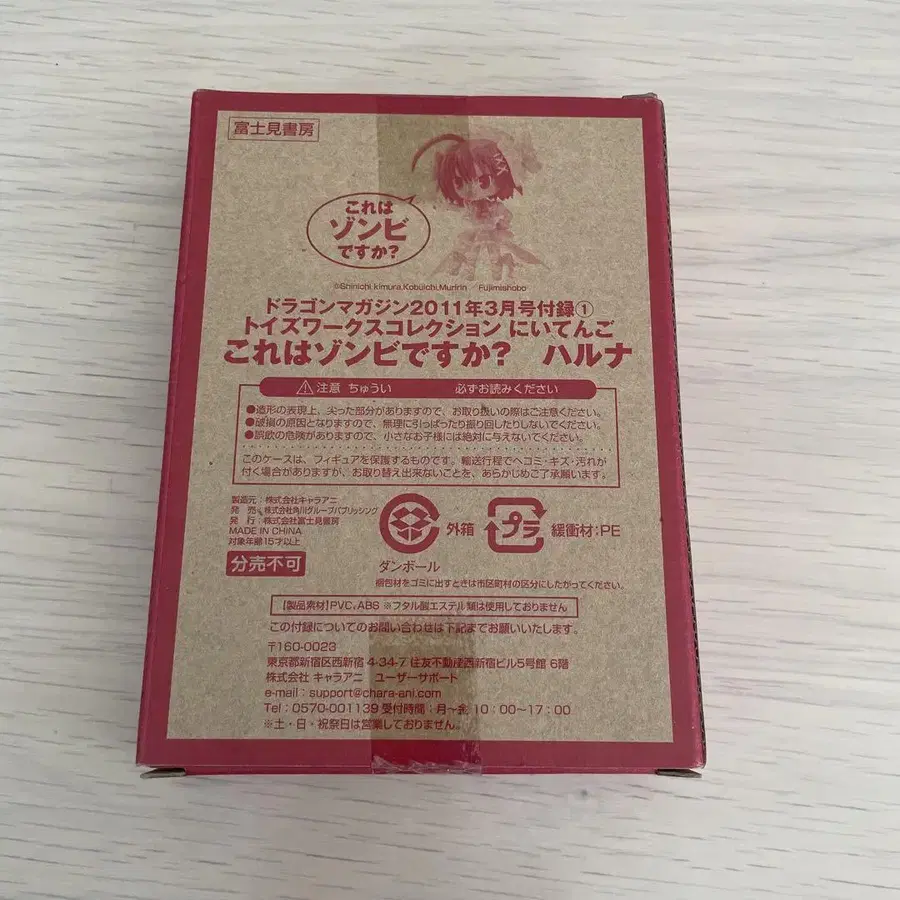 富士見書房
これは
ゾンビ
ですか?
©Shinichi.kimura,Kobuichi,Muririn Fujimishobo
ドラゴンマガジン2011年3月号付録①
トイズワークスコレクション にいてんご
これはゾンビですか? ハルナ
注意 ちゅうい 必ずお読みください
●造形の表現上、尖った部分がありますので、お取り扱いの際はご注意ください。
●破損の原因となりますので、無理に引っぱったり振り回したりしないでください。
●誤飲の危険がありますので、小さなお子様には絶対に与えないでください。
このケースは、フィギュアを保護するものです。輸送行程でヘコミ・キズ・汚れが
付く場合がありますが、お取り替え出来ないことを、あらかじめご了承願います。
製造元:株式会社キャラアニ
発 売:株式会社角川グループパブリッシング
発 行:株式会社富士見書房
MADE IN CHINA
対象年齢15才以上
分売不可
外箱
ダンボール
プラ
緩衝材:PE
梱包材をゴミに出すときは市区町村の区分にしたがってください。
【製品素材】PVC,ABS ※フタル酸エステル類は使用しておりません
この付録についてのお問い合わせは下記までお願いいたします。
〒160-0023
東京都新宿区西新宿 4-34-7 住友不動産西新宿ビル5号館 6階
株式会社 キャラアニ ユーザーサポート
e-mail : support@chara-ani.com
Tel : 0570-001139 受付時間:月〜金 10:00〜17:00
※土・日・祝祭日は営業しておりません。